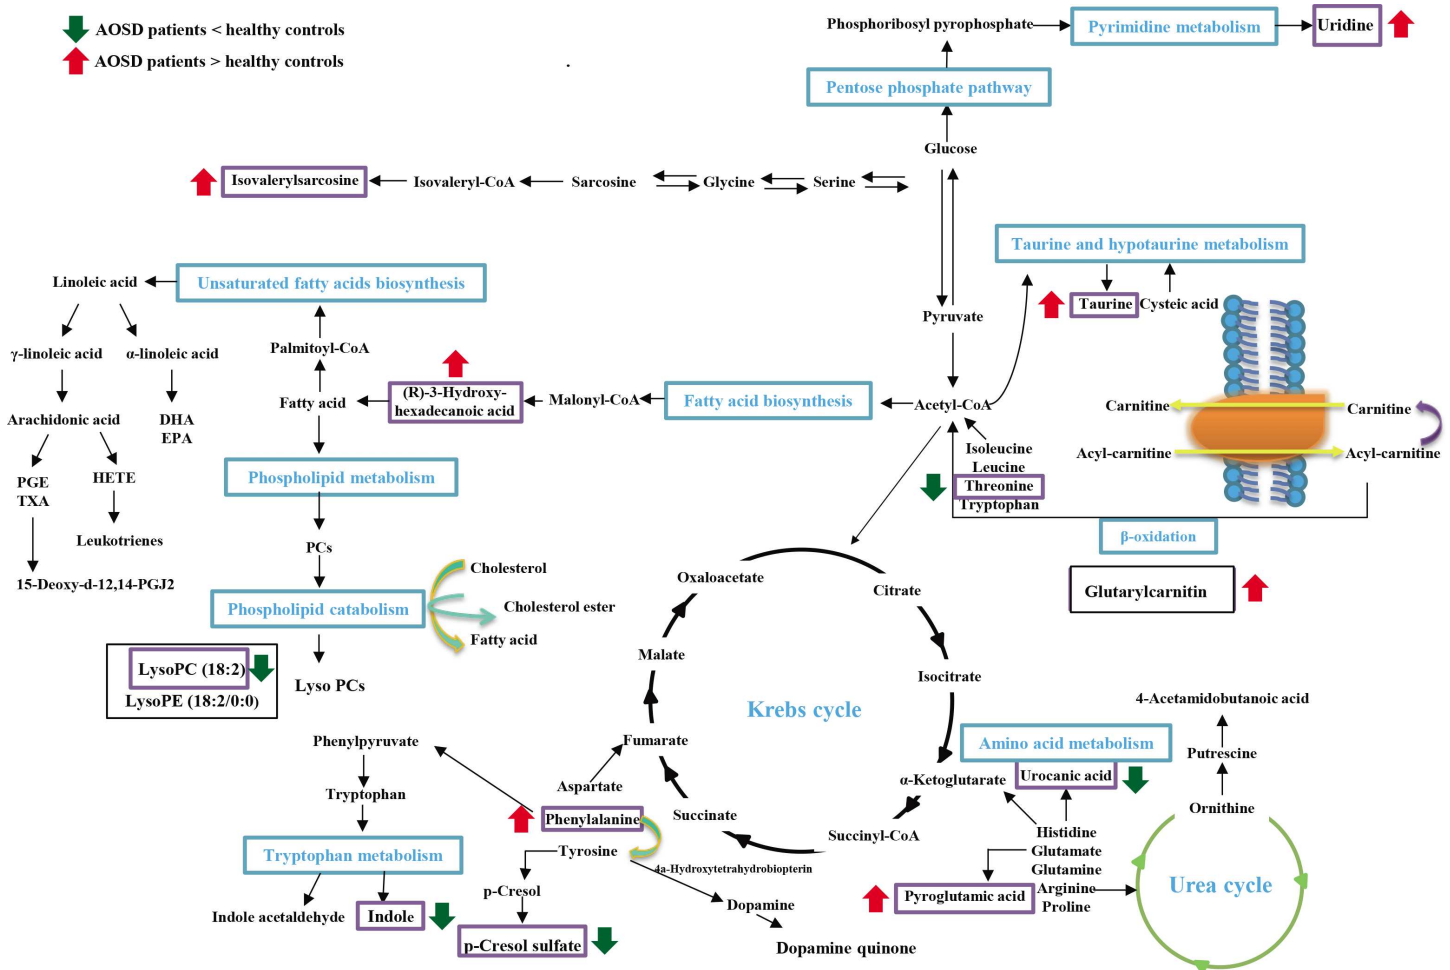 AOSD patients < healthy controls
AOSD patients > healthy controls
Phosphoribosyl pyrophosphate
Pyrimidine metabolism
Uridine
Pentose phosphate pathway
Glucose
Isovalerylsarcosine
Isovaleryl-CoA
Sarcosine
Glycine
Serine
Taurine and hypotaurine metabolism
Taurine
Cysteic acid
Linoleic acid
Unsaturated fatty acids biosynthesis
Pyruvate
γ-linoleic acid
α-linoleic acid
Palmitoyl-CoA
Arachidonic acid
DHA
EPA
Fatty acid
(R)-3-Hydroxy-
hexadecanoic acid
Malonyl-CoA
Fatty acid biosynthesis
Acetyl-CoA
Carnitine
Carnitine
Acyl-carnitine
Acyl-carnitine
Isoleucine
Leucine
Threonine
Tryptophan
PGE
TXA
HETE
Phospholipid metabolism
Leukotrienes
PCs
15-Deoxy-d-12,14-PGJ2
β-oxidation
Glutarylcarnitin
Phospholipid catabolism
Cholesterol
Cholesterol ester
Fatty acid
LysoPC (18:2)
LysoPE (18:2/0:0)
Lyso PCs
Oxaloacetate
Citrate
Malate
Isocitrate
Krebs cycle
Fumarate
α-Ketoglutarate
Aspartate
Succinate
Succinyl-CoA
Amino acid metabolism
Urocanic acid
4-Acetamidobutanoic acid
Putrescine
Ornithine
Phenylpyruvate
Tryptophan
Phenylalanine
Tyrosine
4a-Hydroxytetrahydrobiopterin
Tryptophan metabolism
p-Cresol
Dopamine
Indole acetaldehyde
Indole
p-Cresol sulfate
Dopamine quinone
Histidine
Glutamate
Glutamine
Arginine
Proline
Pyroglutamic acid
Urea cycle